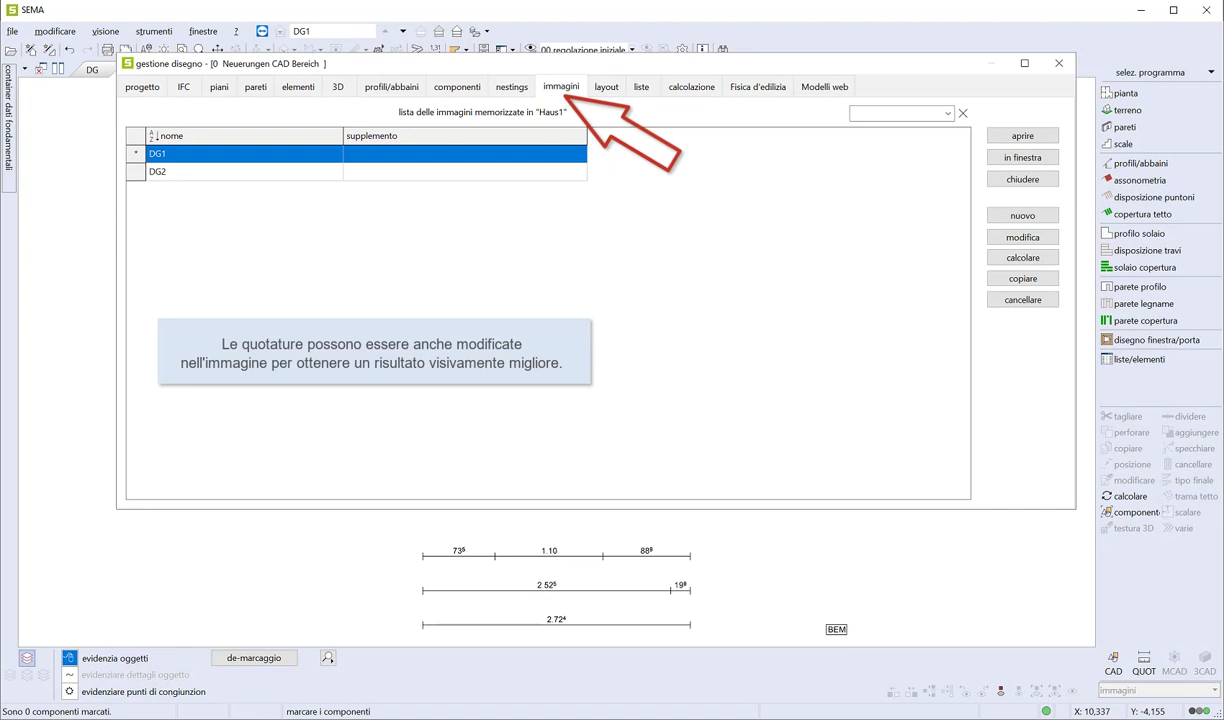 SEMA
file modificare visione strumenti finestre ? DG1
00 regolazione iniziale
DG
container dati fondamentali
gestione disegno - [0 Neuerungen CAD Bereich ]
progetto IFC piani pareti elementi 3D profili/abbaini componenti nestings immagini layout liste calcolazione Fisica d'edilizia Modelli web
lista delle immagini memorizzate in "Haus1"
nome supplemento
* DG1
DG2
aprire
in finestra
chiudere
nuovo
modifica
calcolare
copiare
cancellare
Le quotature possono essere anche modificate
nell'immagine per ottenere un risultato visivamente migliore.
73⁵ 1.10 88⁹
2.52⁵ 19⁹
2.72⁴
BEM
selez. programma
pianta
terreno
pareti
scale
profili/abbaini
assonometria
disposizione puntoni
copertura tetto
profilo solaio
disposizione travi
solaio copertura
parete profilo
parete legname
parete copertura
disegno finestra/porta
liste/elementi
tagliare dividere
perforare aggiungere
copiare specchiare
posizione cancellare
modificare tipo finale
calcolare trama tetto
component scalare
testura 3D varie
CAD QUOT MCAD 3CAD
immagini
evidenzia oggetti de-marcaggio
evidenziare dettagli oggetto
evidenziare punti di congiunzion
Sono 0 componenti marcati. marcare i componenti X: 10,337 Y: -4,155